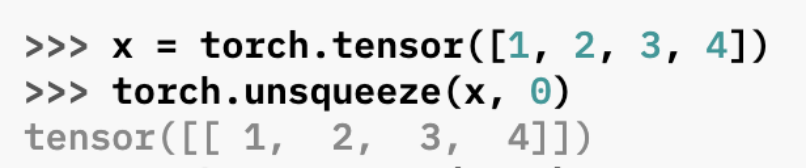 >>> x = torch.tensor([1, 2, 3, 4])
>>> torch.unsqueeze(x, 0)
tensor([[ 1,  2,  3,  4]])